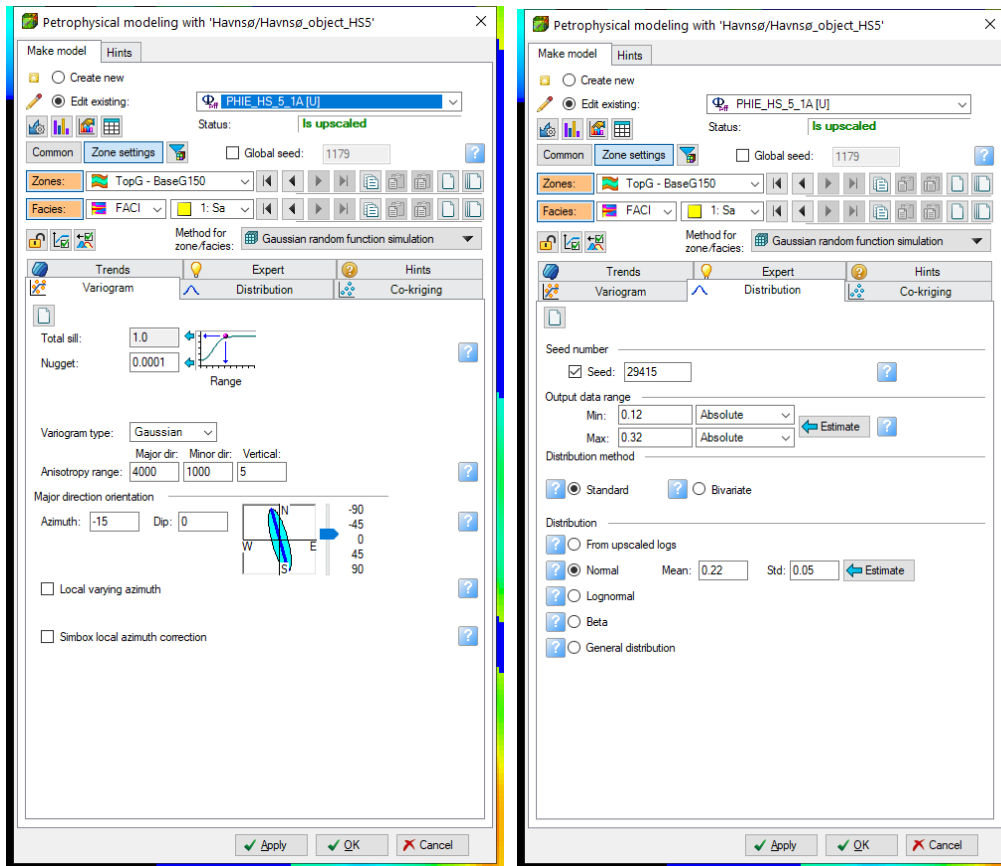 Petrophysical modeling with 'Havnsø/Havnsø_object_HS5'
Make model Hints
Create new
Edit existing: PHIE_HS_5_1A [U]
Status: Is upscaled
Common Zone settings Global seed: 1179
Zones: TopG - BaseG150
Facies: FACI 1: Sa
Method for
zone/facies: Gaussian random function simulation
Trends Expert Hints
Variogram Distribution Co-kriging
Total sill: 1.0
Nugget: 0.0001
Range
Variogram type: Gaussian
Major dir: Minor dir: Vertical:
Anisotropy range: 4000 1000 5
Major direction orientation
Azimuth: -15 Dip: 0
N
W E
S
-90
-45
0
45
90
Local varying azimuth
Simbox local azimuth correction
Apply OK Cancel
Petrophysical modeling with 'Havnsø/Havnsø_object_HS5'
Make model Hints
Create new
Edit existing: PHIE_HS_5_1A [U]
Status: Is upscaled
Common Zone settings Global seed: 1179
Zones: TopG - BaseG150
Facies: FACI 1: Sa
Method for
zone/facies: Gaussian random function simulation
Trends Expert Hints
Variogram Distribution Co-kriging
Seed number
Seed: 29415
Output data range
Min: 0.12 Absolute
Max: 0.32 Absolute
Estimate
Distribution method
Standard Bivariate
Distribution
From upscaled logs
Normal Mean: 0.22 Std: 0.05 Estimate
Lognormal
Beta
General distribution
Apply OK Cancel